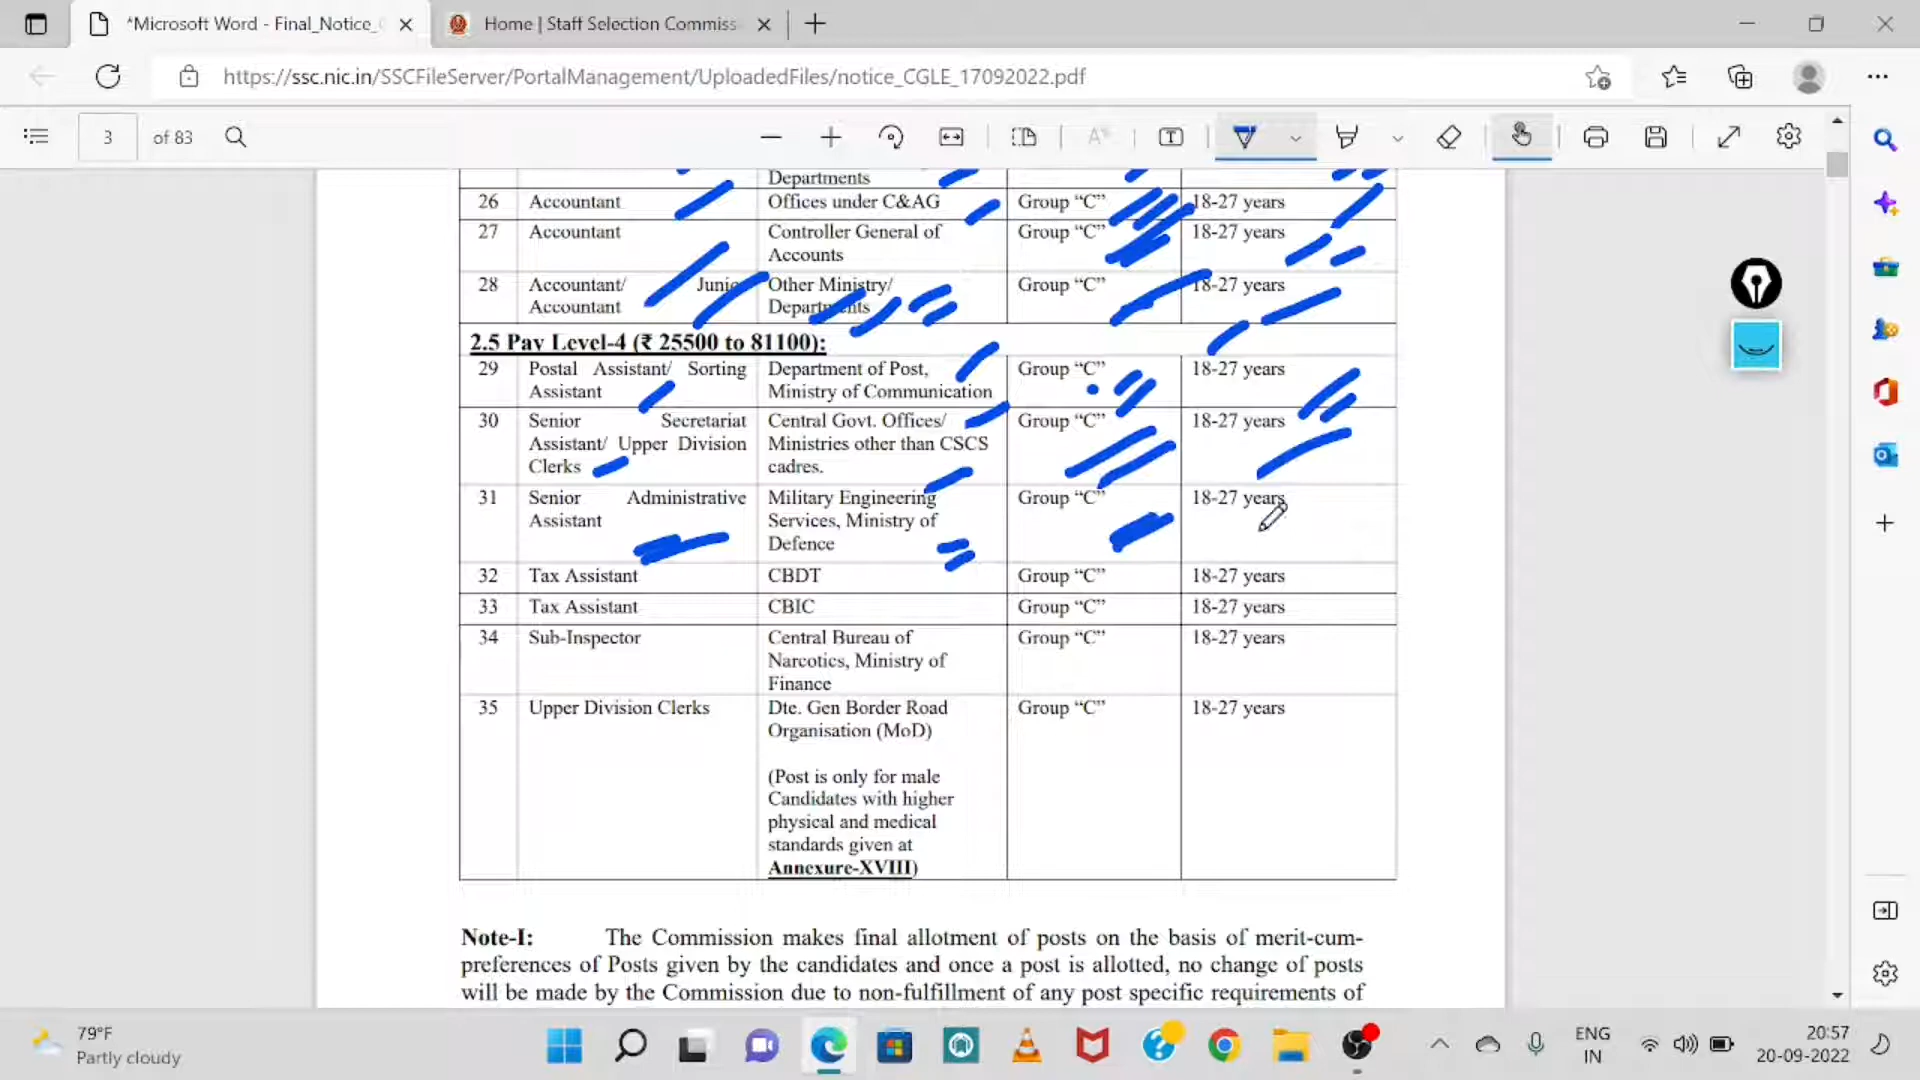 *Microsoft Word - Final_Notice_
Home | Staff Selection Commiss
https://ssc.nic.in/SSCFileServer/PortalManagement/UploadedFiles/notice_CGLE_17092022.pdf
3 of 83
Departments
26 Accountant Offices under C&AG Group “C” 18-27 years
27 Accountant Controller General of Group “C” 18-27 years
Accounts
28 Accountant/ Other Ministry/ Group “C” 18-27 years
Accountant
2.5 Pay Level-4 (₹ 25500 to 81100):
29 Postal Assistant/ Sorting Department of Post, Group “C” 18-27 years
Assistant Ministry of Communication
30 Senior Secretariat Central Govt. Offices/ Group “C” 18-27 years
Assistant/ Upper Division Ministries other than CSCS
Clerks cadres.
31 Senior Administrative Military Engineering Group “C” 18-27 years
Assistant Services, Ministry of
Defence
32 Tax Assistant CBDT Group “C” 18-27 years
33 Tax Assistant CBIC Group “C” 18-27 years
34 Sub-Inspector Central Bureau of Group “C” 18-27 years
Narcotics, Ministry of
Finance
35 Upper Division Clerks Dte. Gen Border Road Group “C” 18-27 years
Organisation (MoD)
(Post is only for male
Candidates with higher
physical and medical
standards given at
Annexure-XVIII)
Note-I: The Commission makes final allotment of posts on the basis of merit-cum-
preferences of Posts given by the candidates and once a post is allotted, no change of posts
will be made by the Commission due to non-fulfillment of any post specific requirements of
79°F
Partly cloudy
ENG
IN
20:57
20-09-2022